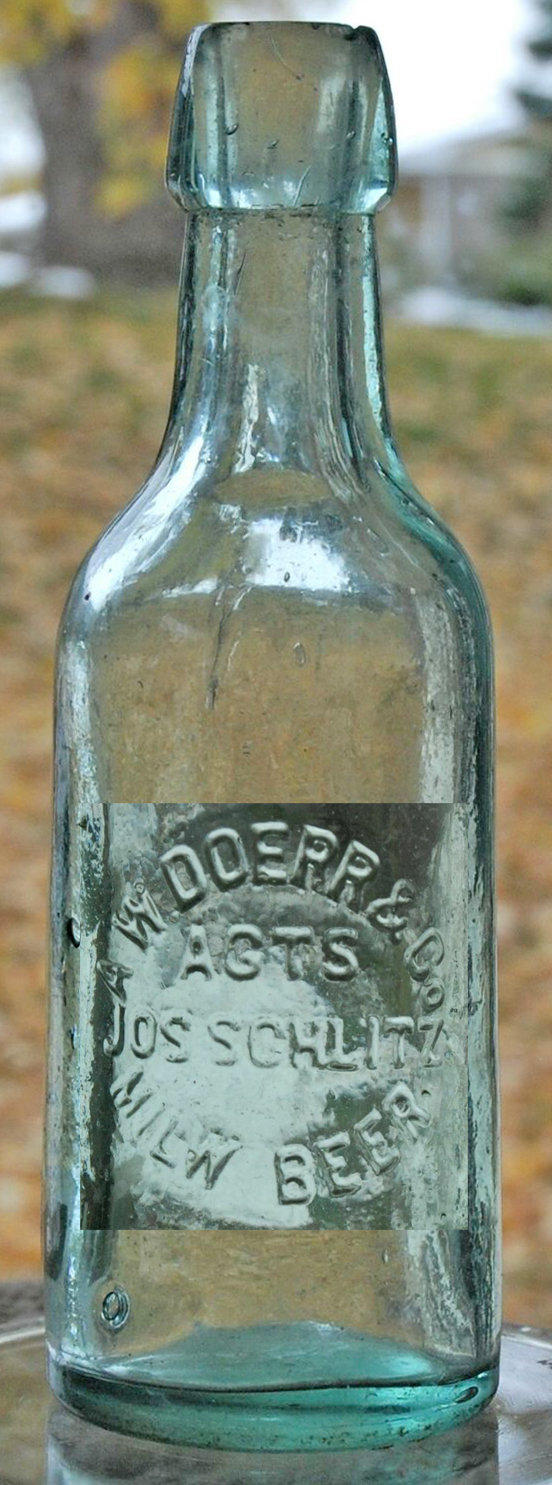 A.W. DOERR & CO
AGTS
JOS SCHLITZ
MILW BEER